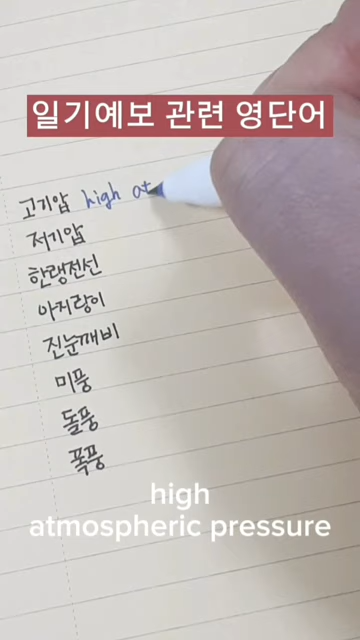 일기예보 관련 영단어
고기압 high at
저기압
한랭전선
아지랑이
진눈깨비
미풍
돌풍
폭풍
high
atmospheric pressure